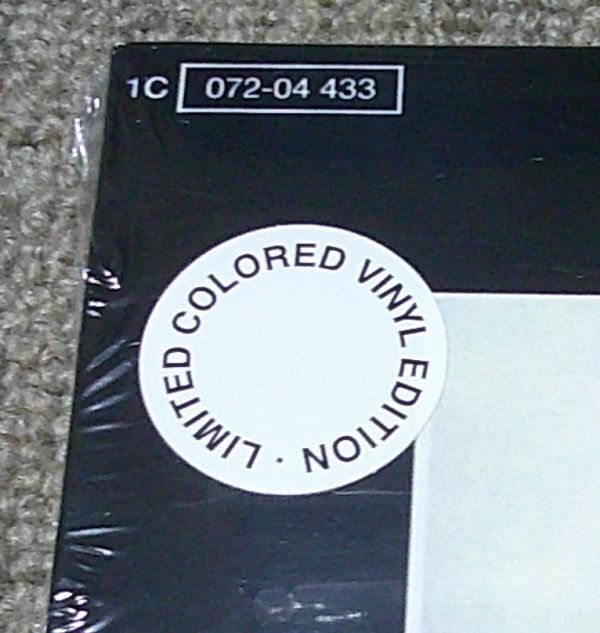 1C 072-04 433
LIMITED COLORED VINYL EDITION ·